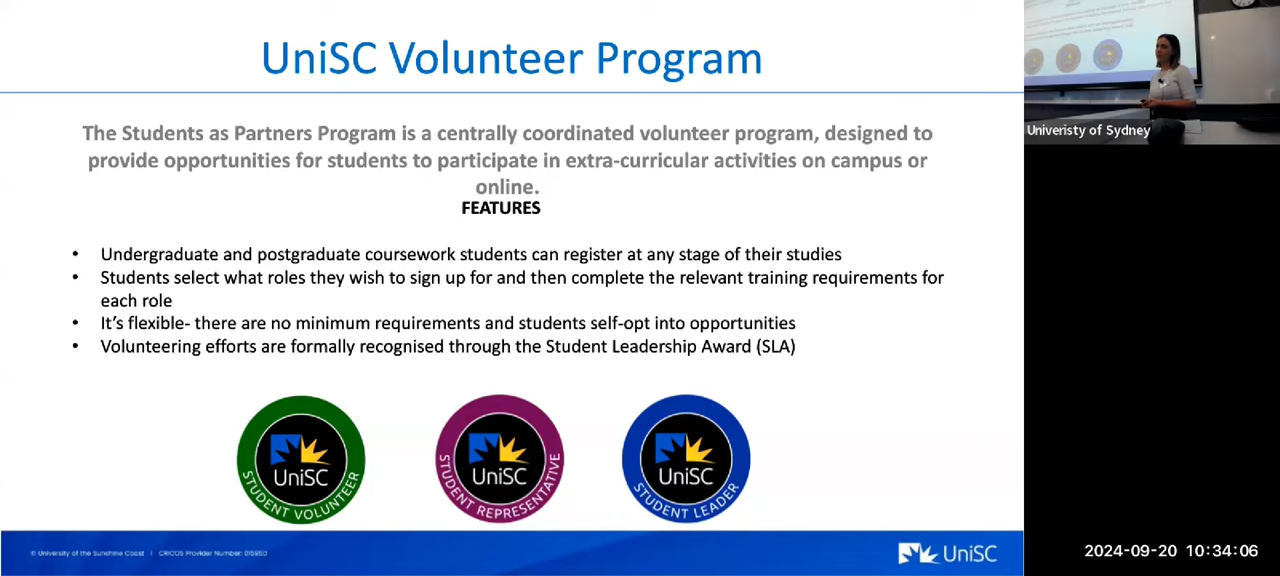 UniSC Volunteer Program
The Students as Partners Program is a centrally coordinated volunteer program, designed to
provide opportunities for students to participate in extra-curricular activities on campus or
online.
FEATURES
• Undergraduate and postgraduate coursework students can register at any stage of their studies
• Students select what roles they wish to sign up for and then complete the relevant training requirements for
each role
• It's flexible- there are no minimum requirements and students self-opt into opportunities
• Volunteering efforts are formally recognised through the Student Leadership Award (SLA)
UniSC
STUDENT VOLUNTEER
UniSC
STUDENT REPRESENTATIVE
UniSC
STUDENT LEADER
© University of the Sunshine Coast | CRICOS Provider Number: 01595D
UniSC
Univeristy of Sydney
2024-09-20 10:34:06